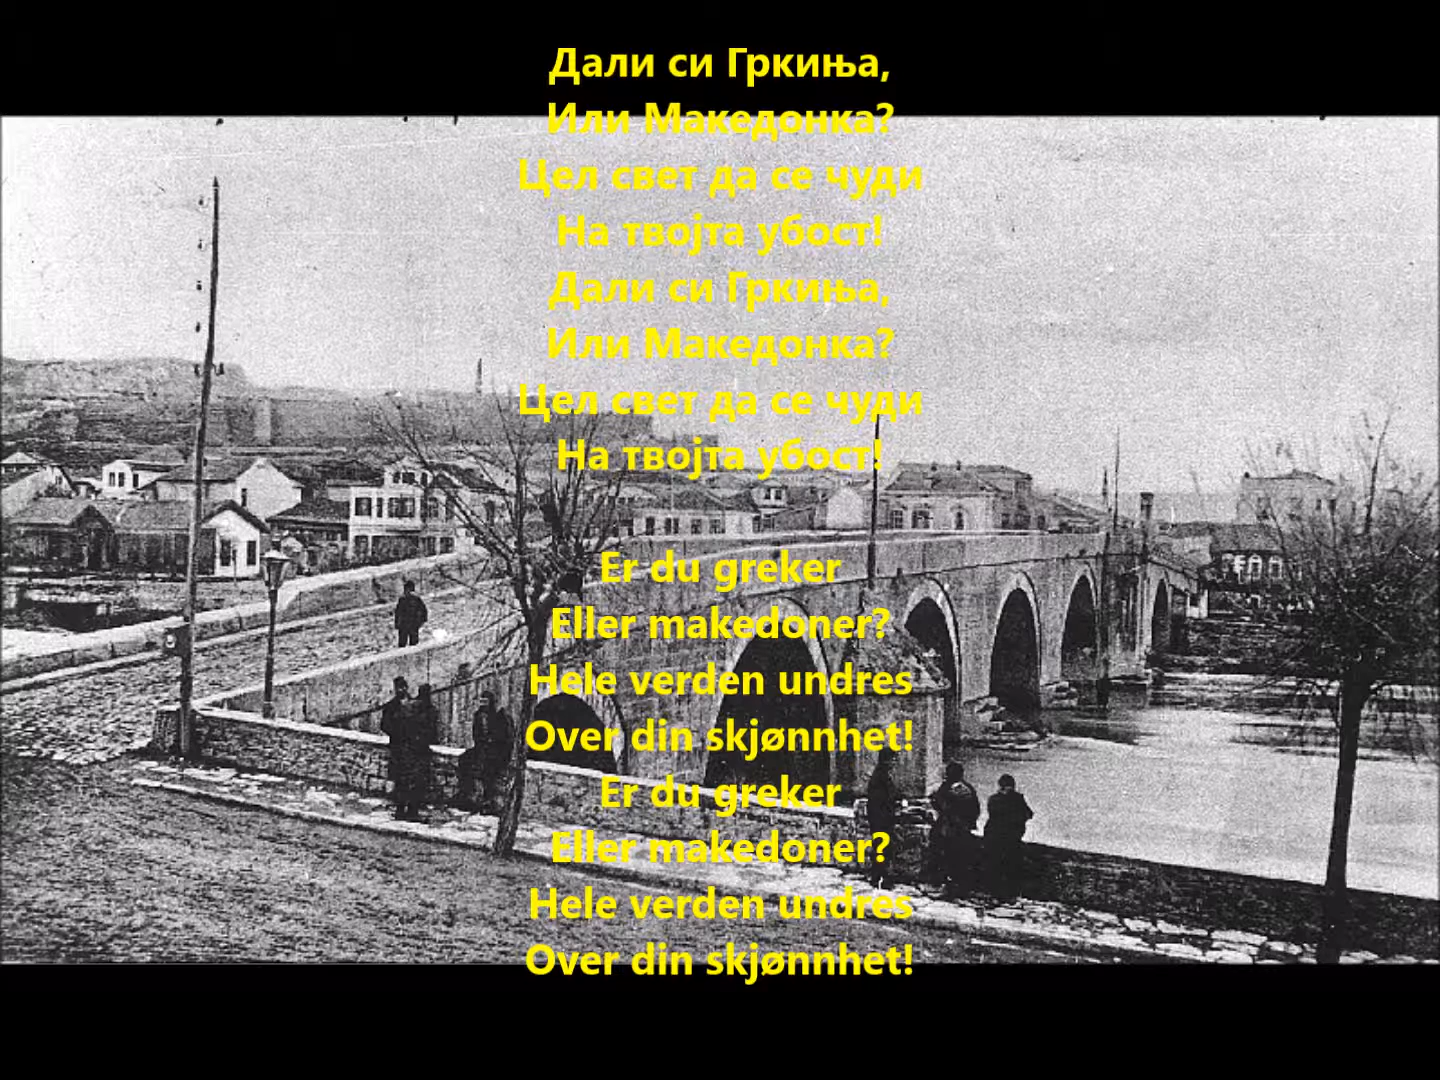 Дали си Гркиња,
Или Македонка?
Цел свет да се чуди
На твојта убост!
Дали си Гркиња,
Или Македонка?
Цел свет да се чуди
На твојта убост!
Er du greker
Eller makedoner?
Hele verden undres
Over din skjønnhet!
Er du greker
Eller makedoner?
Hele verden undres
Over din skjønnhet!